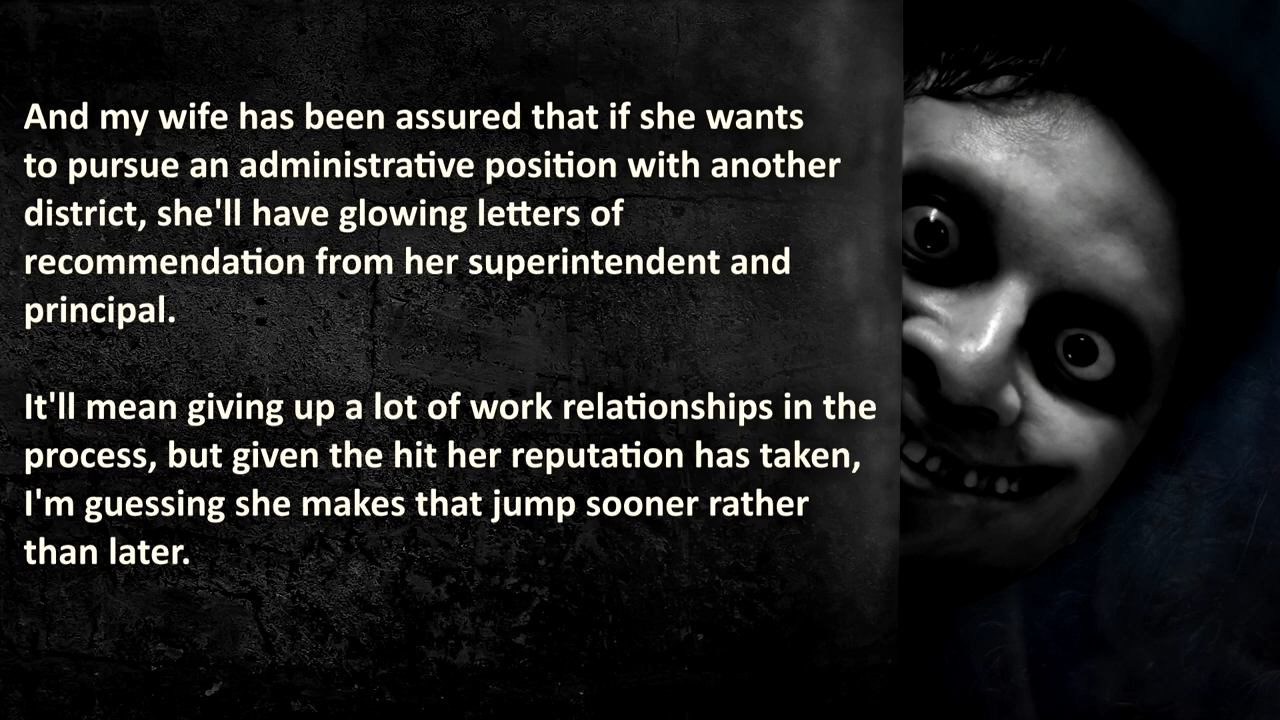 And my wife has been assured that if she wants
to pursue an administrative position with another
district, she'll have glowing letters of
recommendation from her superintendent and
principal.
It'll mean giving up a lot of work relationships in the
process, but given the hit her reputation has taken,
I'm guessing she makes that jump sooner rather
than later.